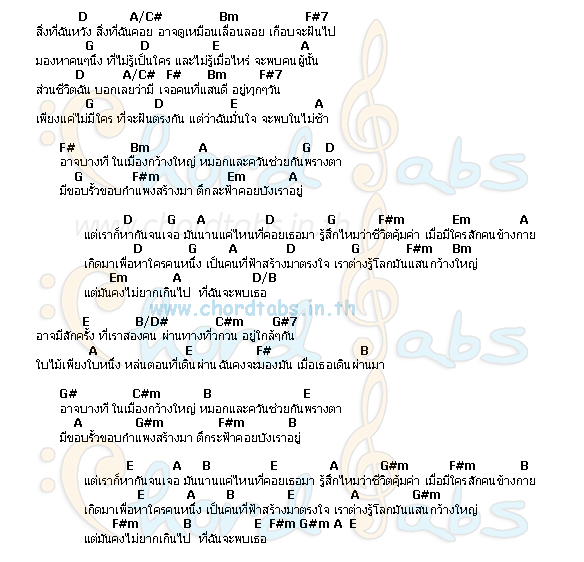 D A/C# Bm F#7
สิ่งที่ฉันหวัง สิ่งที่ฉันคอย อาจดูเหมือนเลื่อนลอย เกือบจะฝันไป
G D E A
มองหาคนๆนึง ที่ไม่รู้เป็นใคร และไม่รู้เมื่อไหร่ จะพบคนผู้นั้น
D A/C# F# Bm F#7
ส่วนชีวิตฉัน บอกเลยว่ามี เจอคนที่แสนดี อยู่ทุกๆวัน
G D E A
เพียงแค่ไม่มีใคร ที่จะฝันตรงกัน แต่ว่าฉันมั่นใจ จะพบในไม่ช้า
F# Bm A G D
อาจบางที ในเมืองกว้างใหญ่ หมอกและควันช่วยกันพรางตา
G F#m Em A
มีขอบรั้วขอบกำแพงสร้างมา ตึกละฟ้าคอยบังเราอยู่
D G A D G F#m Em A
แต่เราก็หากันจนเจอ มันนานแค่ไหนที่คอยเธอมา รู้สึกไหมว่าชีวิตคุ้มค่า เมื่อมีใครสักคนข้างกาย
D G A D G F#m Bm
เกิดมาเพื่อหาใครคนหนึ่ง เป็นคนที่ฟ้าสร้างมาตรงใจ เราต่างรู้โลกมันแสนกว้างใหญ่
Em A D/B
แต่มันคงไม่ยากเกินไป ที่ฉันจะพบเธอ
www.chordtabs.in.th
E B/D# C#m G#7
อาจมีสักครั้ง ที่เราสองคน ผ่านทางที่วกวน อยู่ใกล้ๆกัน
A E F# B
ใบไม้เพียงใบหนึ่ง หล่นตอนที่เดินผ่าน ฉันคงจะมองมัน เมื่อเธอเดินผ่านมา
G# C#m B E
อาจบางที ในเมืองกว้างใหญ่ หมอกและควันช่วยกันพรางตา
A G#m F#m B
มีขอบรั้วขอบกำแพงสร้างมา ตึกระฟ้าคอยบังเราอยู่
E A B E A G#m F#m B
แต่เราก็หากันจนเจอ มันนานแค่ไหนที่คอยเธอมา รู้สึกไหมว่าชีวิตคุ้มค่า เมื่อมีใครสักคนข้างกาย
E A B E A G#m
เกิดมาเพื่อหาใครคนหนึ่ง เป็นคนที่ฟ้าสร้างมาตรงใจ เราต่างรู้โลกมันแสนกว้างใหญ่
F#m B E F#m G#m A E
แต่มันคงไม่ยากเกินไป ที่ฉันจะพบเธอ